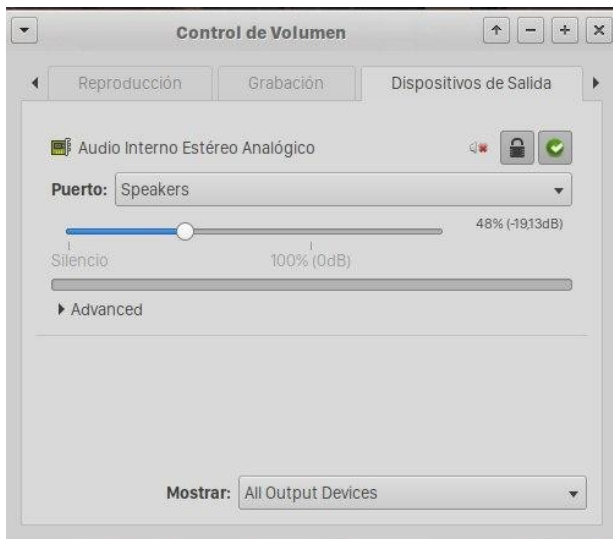 Control de Volumen
Reproducción Grabación Dispositivos de Salida
Audio Interno Estéreo Analógico
Puerto: Speakers
48% (-19,13dB)
Silencio 100% (0dB)
Advanced
Mostrar: All Output Devices